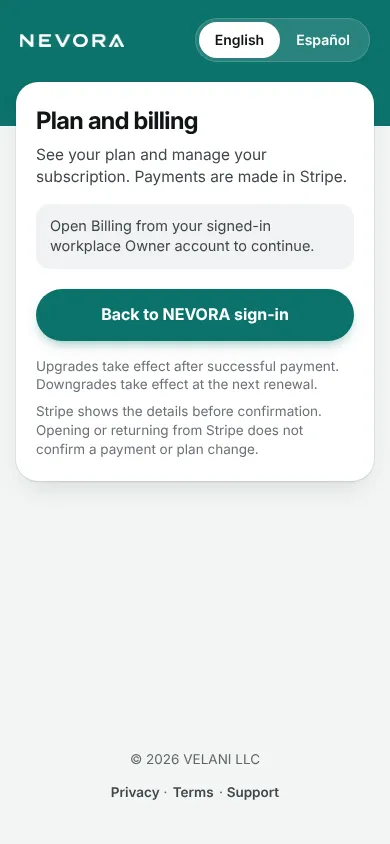 NEVORA
English Español
Plan and billing
See your plan and manage your
subscription. Payments are made in Stripe.
Open Billing from your signed-in
workplace Owner account to continue.
Back to NEVORA sign-in
Upgrades take effect after successful payment.
Downgrades take effect at the next renewal.
Stripe shows the details before confirmation.
Opening or returning from Stripe does not
confirm a payment or plan change.
© 2026 VELANI LLC
Privacy · Terms · Support